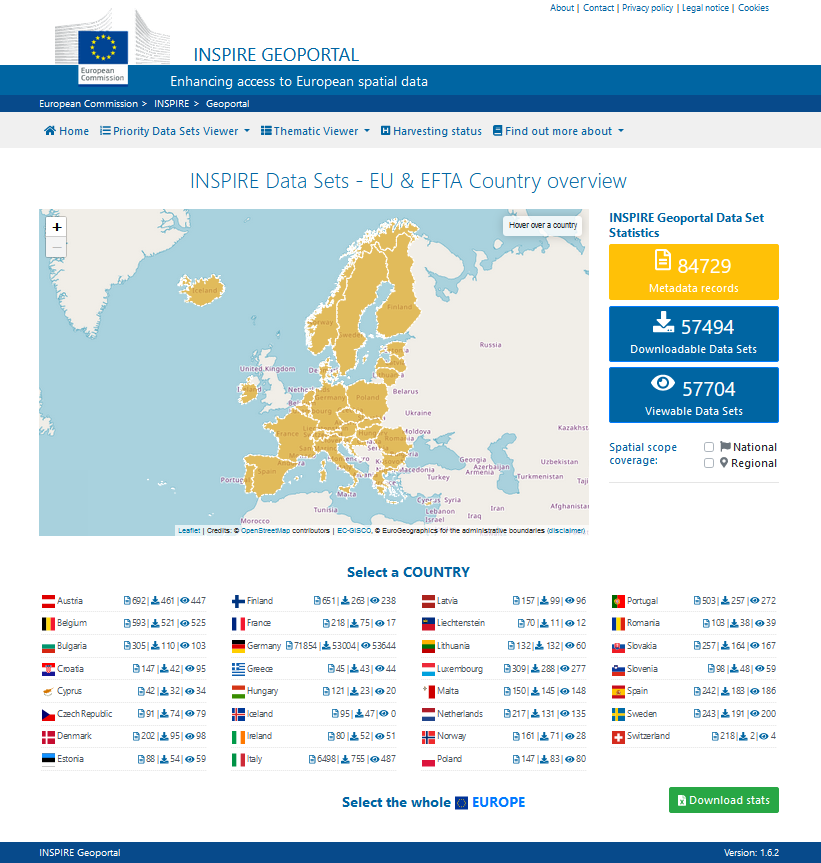 About | Contact | Privacy policy | Legal notice | Cookies
European
Commission
INSPIRE GEOPORTAL
Enhancing access to European spatial data
European Commission > INSPIRE > Geoportal
Home Priority Data Sets Viewer Thematic Viewer Harvesting status Find out more about
INSPIRE Data Sets - EU & EFTA Country overview
+
−
Hover over a country
Iceland
Norway
Sweden
Finland
Russia
United Kingdom
Ireland
Belarus
Germany
Poland
Ukraine
Moldova
France
Romania
Spain
Georgia
Azerbaijan
Armenia
Uzbekistan
Turkmenistan
Turkey
Malta
Tunisia
Syria
Lebanon
Israel
Iraq
Iran
Morocco
Leaflet | Credits: © OpenStreetMap contributors | EC-GISCO, © EuroGeographics for the administrative boundaries (disclaimer)
INSPIRE Geoportal Data Set
Statistics
84729
Metadata records
57494
Downloadable Data Sets
57704
Viewable Data Sets
Spatial scope
coverage:
National
Regional
Select a COUNTRY
Austria 692| 461 | 447
Finland 651| 263 | 238
Latvia 157 | 99 | 96
Portugal 503| 257 | 272
Belgium 593| 521 | 525
France 218 | 75 | 17
Liechtenstein 70 | 11 | 12
Romania 103 | 38 | 39
Bulgaria 305| 110 | 103
Germany 71854 | 53004 | 53644
Lithuania 132 | 132 | 60
Slovakia 257 | 164 | 167
Croatia 147 | 42 | 95
Greece 45 | 43 | 44
Luxembourg 309| 288 | 277
Slovenia 98 | 48 | 59
Cyprus 42 | 32 | 34
Hungary 121 | 23 | 20
Malta 150 | 145 | 148
Spain 242 | 183 | 186
Czech Republic 91 | 74 | 79
Iceland 95 | 47 | 0
Netherlands 217 | 131 | 135
Sweden 243 | 191 | 200
Denmark 202 | 95 | 98
Ireland 80 | 52 | 51
Norway 161 | 71 | 28
Switzerland 218 | 2 | 4
Estonia 88 | 54 | 59
Italy 6498 | 755 | 487
Poland 147 | 83 | 80
Select the whole EUROPE
Download stats
INSPIRE Geoportal
Version: 1.6.2